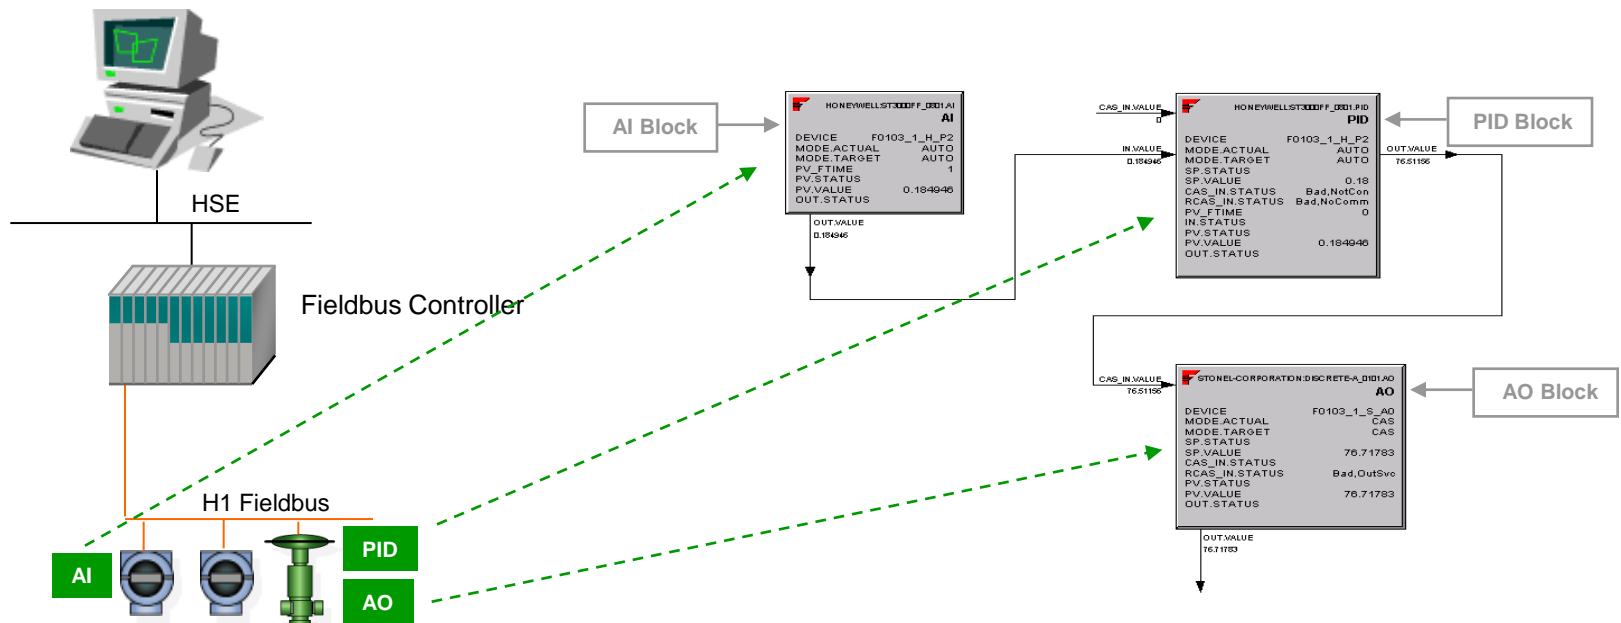 HSE
Fieldbus Controller
H1 Fieldbus
AI
PID
AO
AI Block
HONEYWELL:ST3000FF_0801.AI
AI
DEVICE F0103_1_H_P2
MODE.ACTUAL AUTO
MODE.TARGET AUTO
PV_FTIME 1
PV.STATUS
PV.VALUE 0.184946
OUT.STATUS
OUT.VALUE
0.184946
CAS_IN.VALUE
0
IN.VALUE
0.184946
HONEYWELL:ST3000FF_0801.PID
PID
DEVICE F0103_1_H_P2
MODE.ACTUAL AUTO
MODE.TARGET AUTO
SP.STATUS
SP.VALUE 0.18
CAS_IN.STATUS Bad,NotCon
RCAS_IN.STATUS Bad,NoComm
PV_FTIME 0
IN.STATUS
PV.STATUS
PV.VALUE 0.184946
OUT.STATUS
OUT.VALUE
76.51156
PID Block
CAS_IN.VALUE
76.51156
STONEL-CORPORATION:DISCRETE-A_0101.AO
AO
DEVICE F0103_1_S_A0
MODE.ACTUAL CAS
MODE.TARGET CAS
SP.STATUS
SP.VALUE 76.71783
CAS_IN.STATUS
RCAS_IN.STATUS Bad,OutSvc
PV.STATUS
PV.VALUE 76.71783
OUT.STATUS
OUT.VALUE
76.71783
AO Block